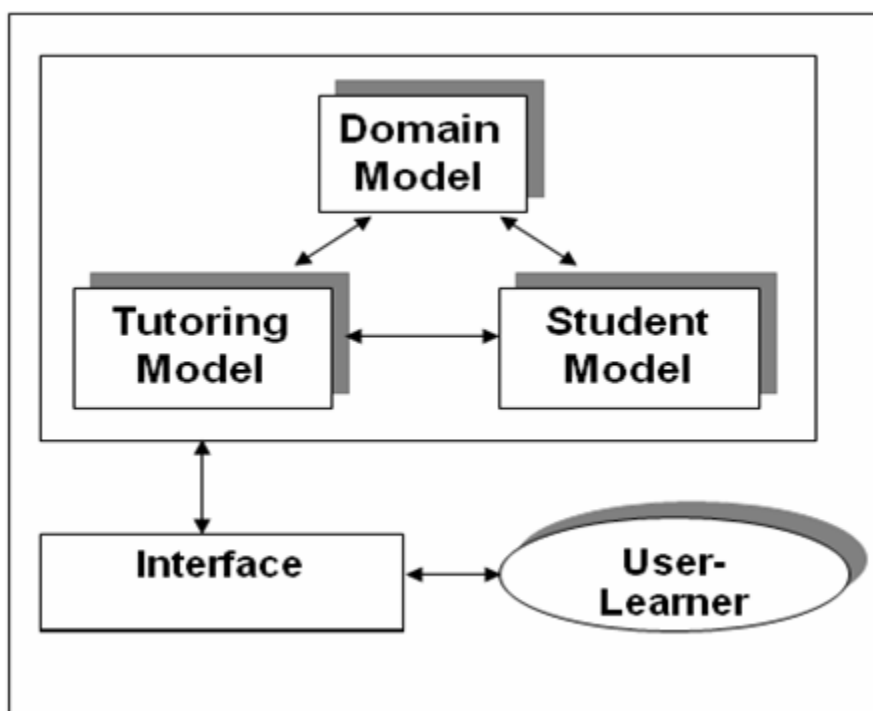 Domain
Model
Tutoring
Model
Student
Model
Interface
User-
Learner